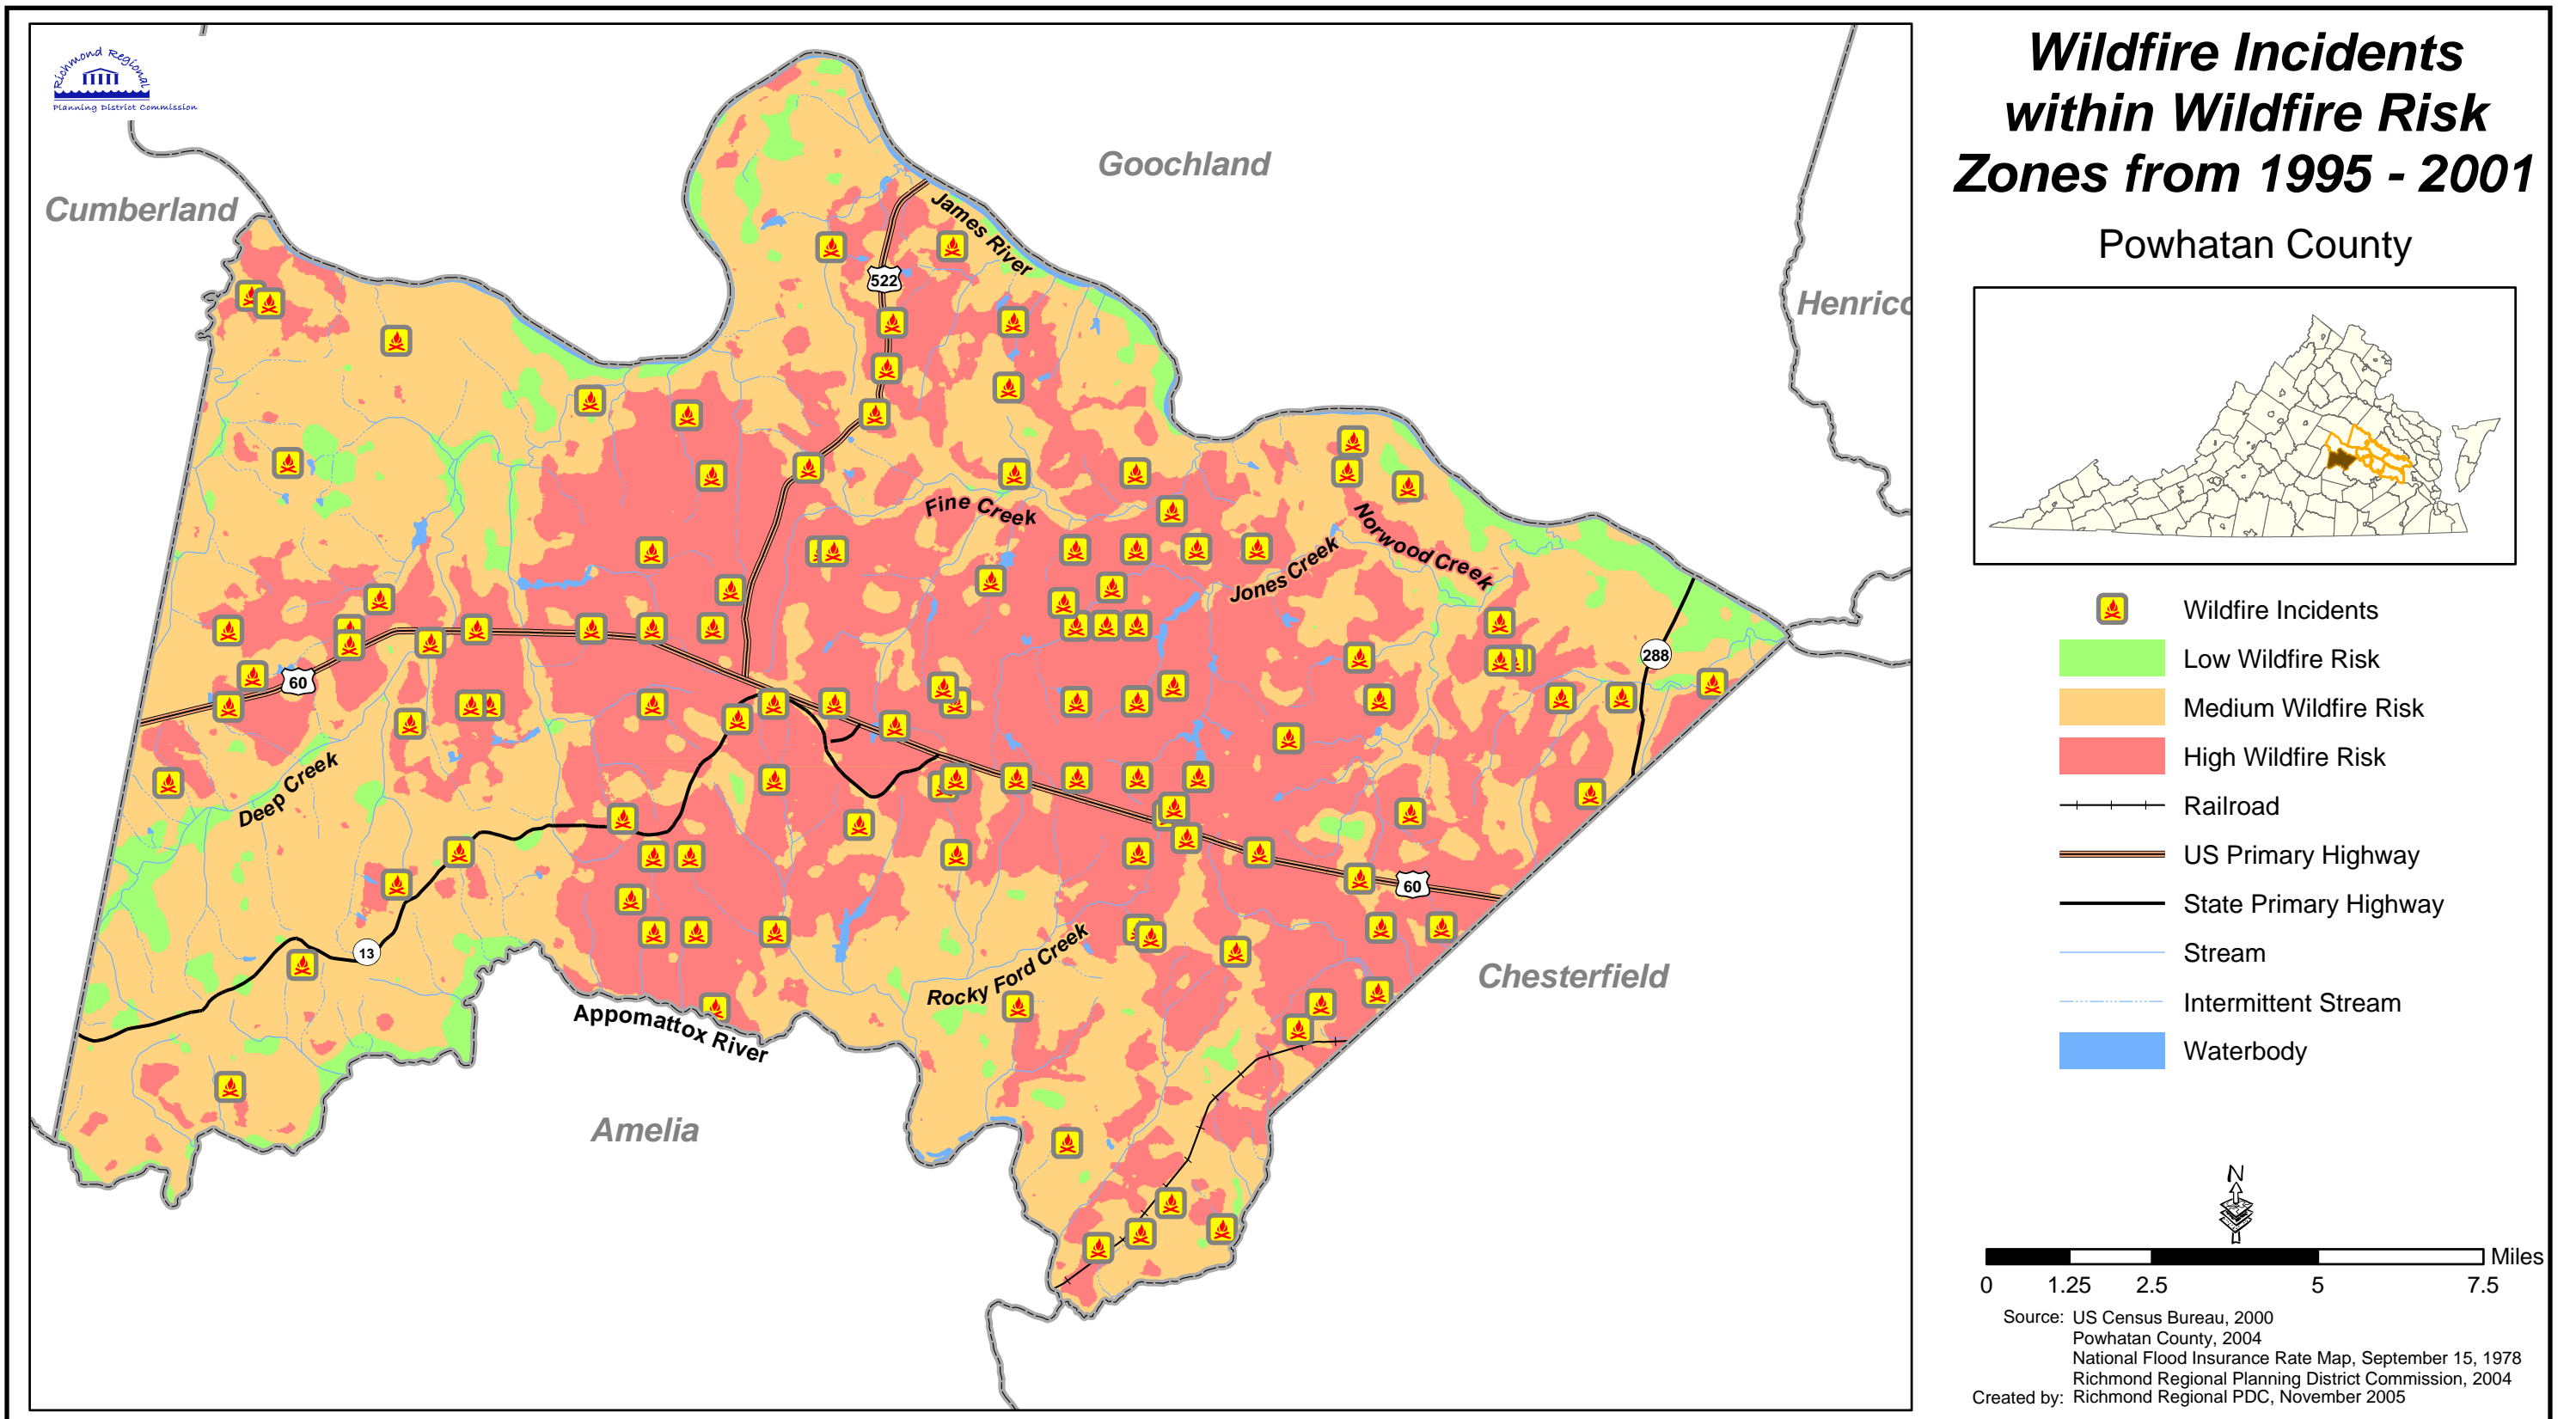 Richmond Regional
Planning District Commission
Wildfire Incidents
within Wildfire Risk
Zones from 1995 - 2001
Powhatan County
Goochland
Cumberland
Henrico
James River
522
Fine Creek
Norwood Creek
Jones Creek
288
60
Deep Creek
60
13
Rocky Ford Creek
Chesterfield
Appomattox River
Amelia
Wildfire Incidents
Low Wildfire Risk
Medium Wildfire Risk
High Wildfire Risk
Railroad
US Primary Highway
State Primary Highway
Stream
Intermittent Stream
Waterbody
N
Miles
0 1.25 2.5 5 7.5
Source: US Census Bureau, 2000
Powhatan County, 2004
National Flood Insurance Rate Map, September 15, 1978
Richmond Regional Planning District Commission, 2004
Created by: Richmond Regional PDC, November 2005